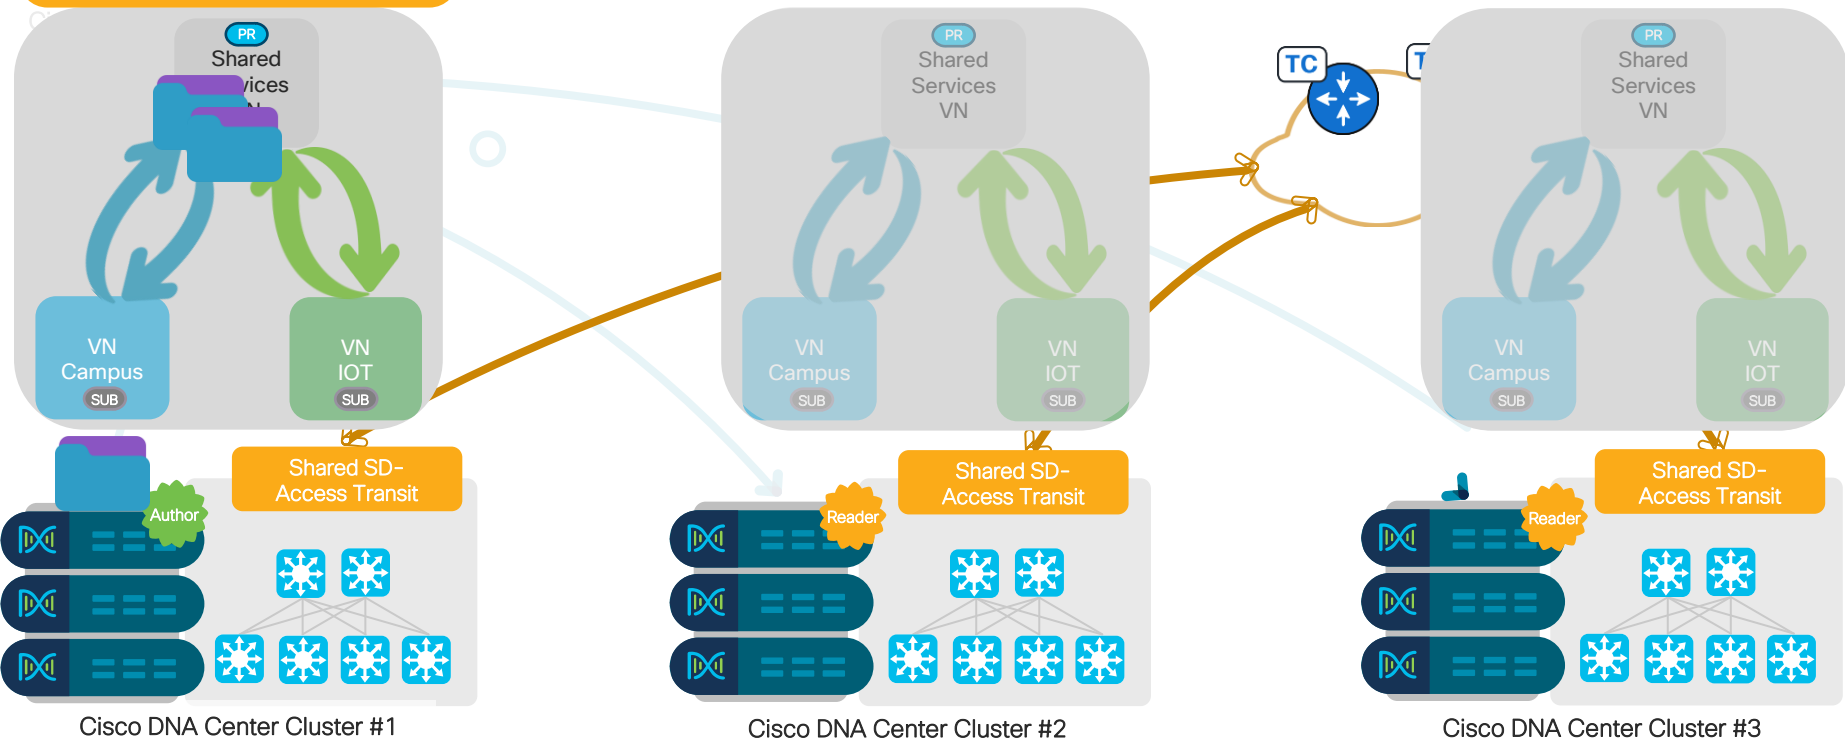 PR
Shared
vices
N
VN
Campus
SUB
VN
IOT
SUB
Shared SD-
Access Transit
Author
Cisco DNA Center Cluster #1
PR
Shared
Services
VN
VN
Campus
SUB
VN
IOT
SUB
Shared SD-
Access Transit
Reader
Cisco DNA Center Cluster #2
TC
T
PR
Shared
Services
VN
VN
Campus
SUB
VN
IOT
SUB
Shared SD-
Access Transit
Reader
Cisco DNA Center Cluster #3